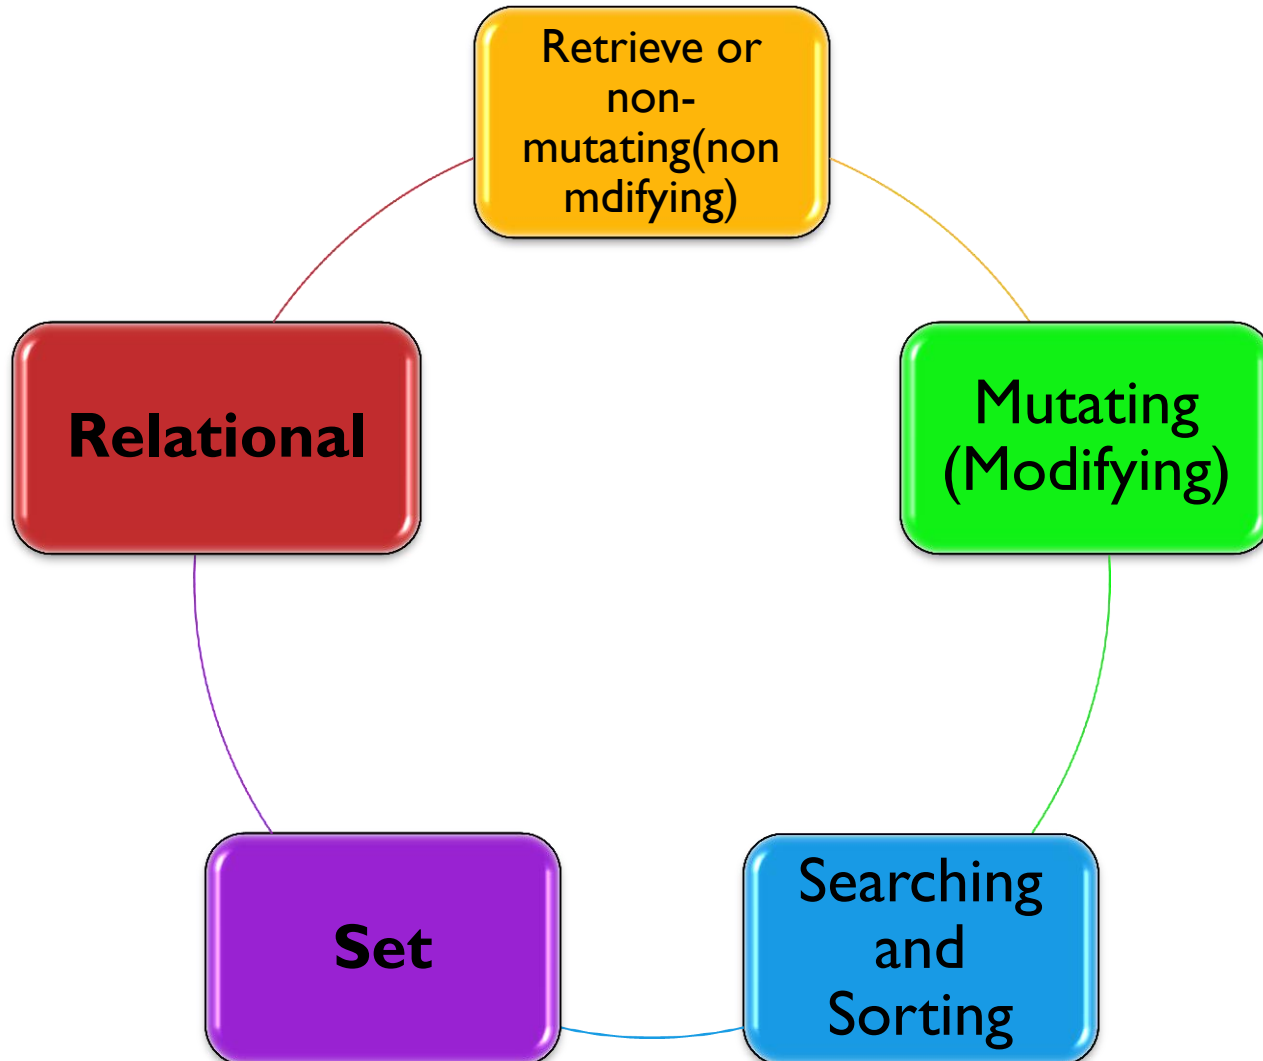 Retrieve or
non-
mutating(non
mdifying)
Mutating
(Modifying)
Searching
and
Sorting
Set
Relational